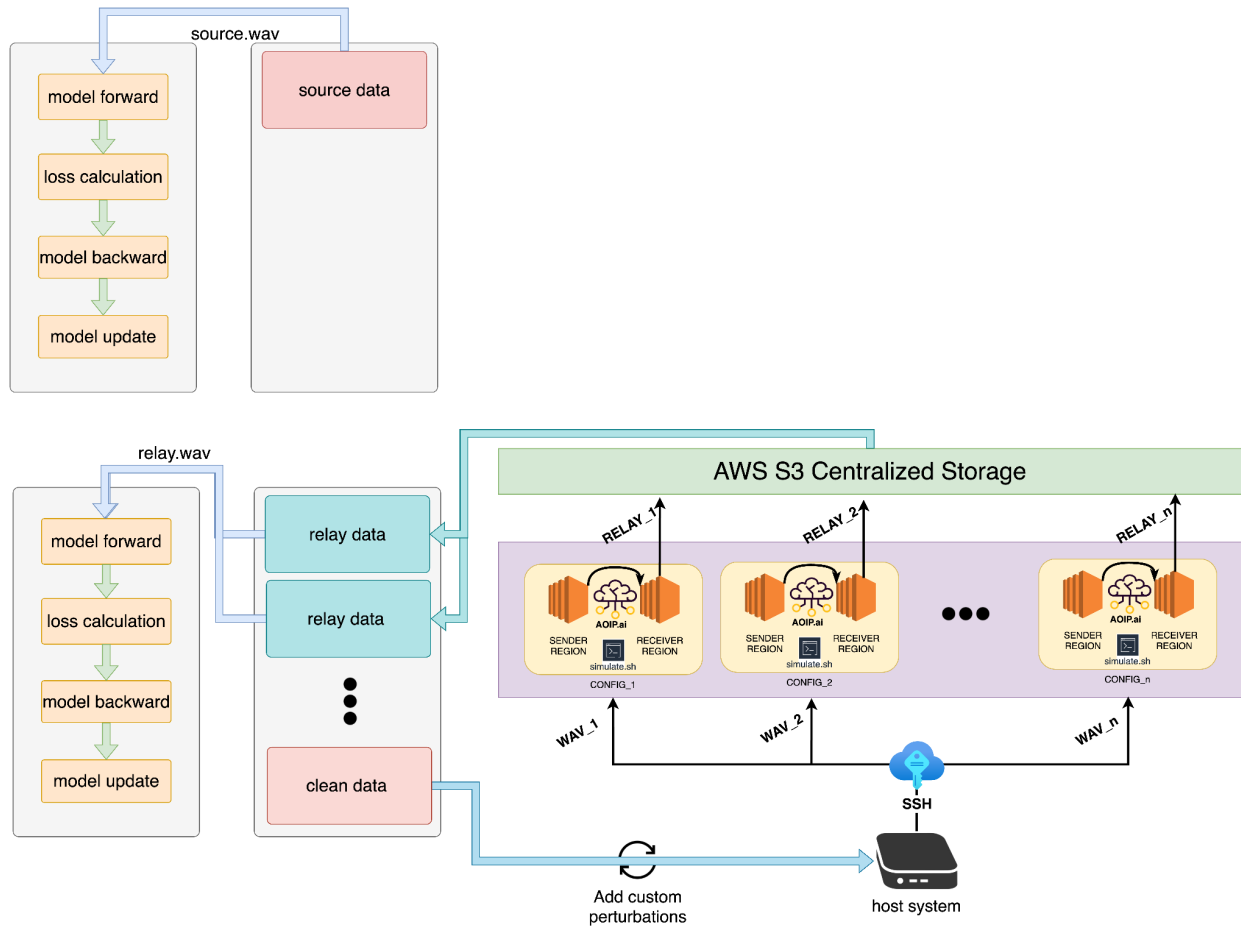 source.wav
model forward
loss calculation
model backward
model update
source data
relay.wav
model forward
loss calculation
model backward
model update
relay data
relay data
clean data
AWS S3 Centralized Storage
RELAY_1
RELAY_2
RELAY_n
AOIP.ai
SENDER
REGION
RECEIVER
REGION
simulate.sh
CONFIG_1
AOIP.ai
SENDER
REGION
RECEIVER
REGION
simulate.sh
CONFIG_2
AOIP.ai
SENDER
REGION
RECEIVER
REGION
simulate.sh
CONFIG_n
WAV_1
WAV_2
WAV_n
SSH
Add custom
perturbations
host system